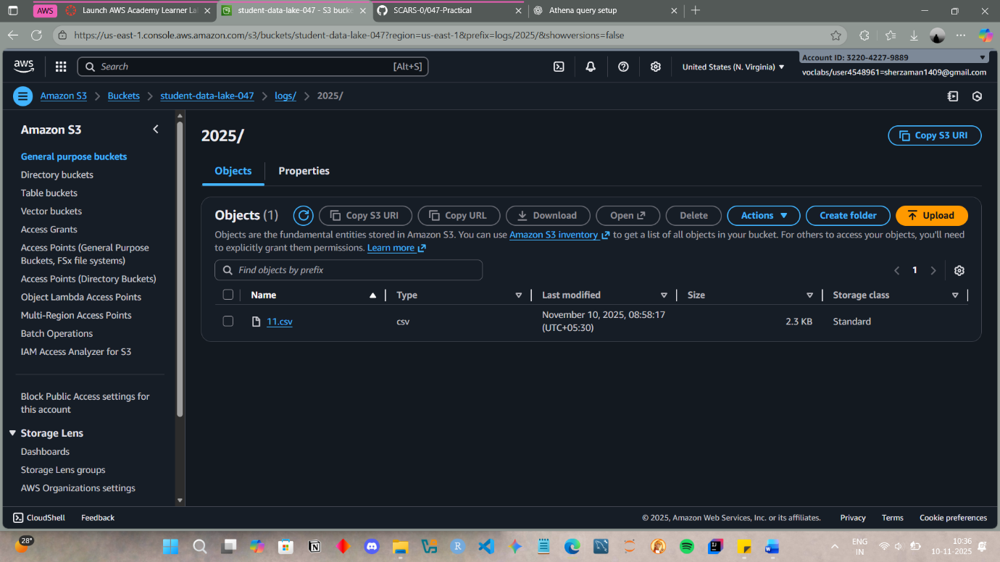 AWS
Launch AWS Academy Learner La
student-data-lake-047 - S3 bucke
SCARS-0/047-Practical
Athena query setup
https://us-east-1.console.aws.amazon.com/s3/buckets/student-data-lake-047?region=us-east-1&prefix=logs/2025/&showversions=false
aws
Search
[Alt+S]
United States (N. Virginia)
Account ID: 3220-4227-9889
voclabs/user4548961=sherzaman1409@gmail.com
Amazon S3
Buckets
student-data-lake-047
logs/
2025/
Amazon S3
General purpose buckets
Directory buckets
Table buckets
Vector buckets
Access Grants
Access Points (General Purpose
Buckets, FSx file systems)
Access Points (Directory Buckets)
Object Lambda Access Points
Multi-Region Access Points
Batch Operations
IAM Access Analyzer for S3
Block Public Access settings for
this account
Storage Lens
Dashboards
Storage Lens groups
AWS Organizations settings
2025/
Copy S3 URI
Objects
Properties
Objects (1)
Copy S3 URI
Copy URL
Download
Open
Delete
Actions
Create folder
Upload
Objects are the fundamental entities stored in Amazon S3. You can use Amazon S3 inventory to get a list of all objects in your bucket. For others to access your objects, you'll need
to explicitly grant them permissions. Learn more
Find objects by prefix
1
Name
Type
Last modified
Size
Storage class
11.csv
csv
November 10, 2025, 08:58:17
(UTC+05:30)
2.3 KB
Standard
CloudShell
Feedback
© 2025, Amazon Web Services, Inc. or its affiliates.
Privacy
Terms
Cookie preferences
28°
ENG
IN
10:36
10-11-2025